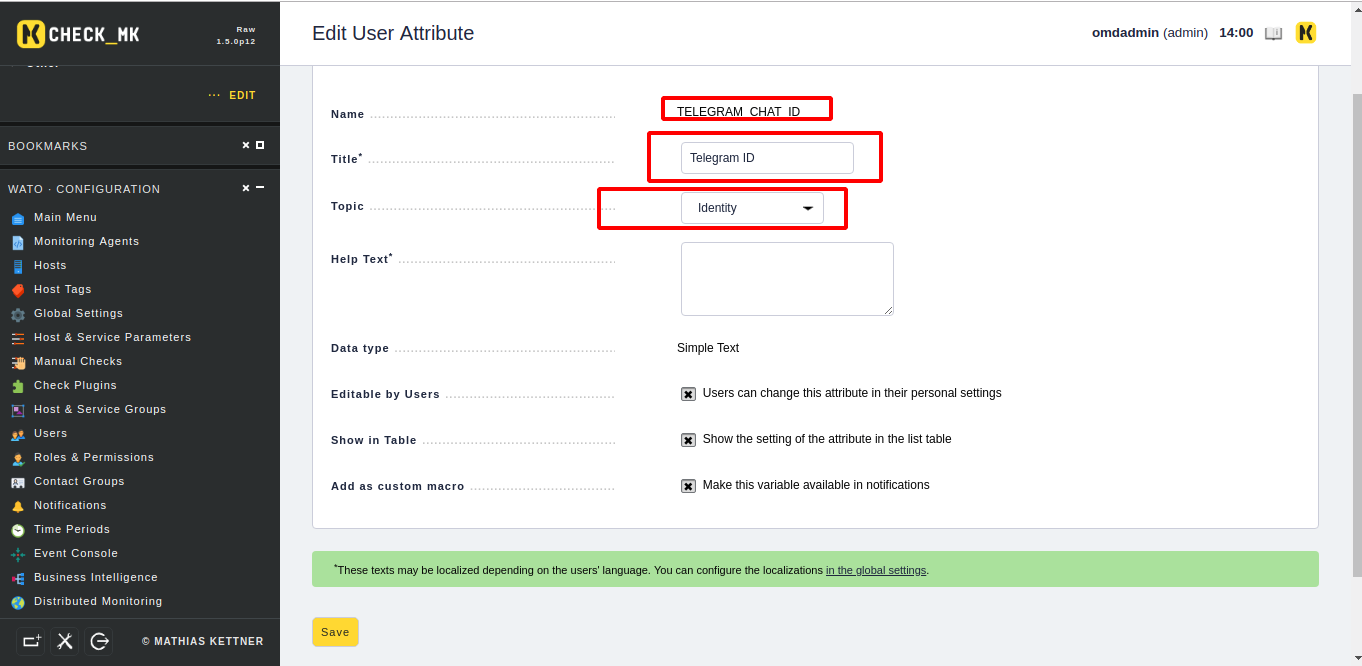 CHECK_MK
Raw
1.5.0p12
Edit User Attribute
omdadmin (admin) 14:00
··· EDIT
BOOKMARKS
WATO · CONFIGURATION
Main Menu
Monitoring Agents
Hosts
Host Tags
Global Settings
Host & Service Parameters
Manual Checks
Check Plugins
Host & Service Groups
Users
Roles & Permissions
Contact Groups
Notifications
Time Periods
Event Console
Business Intelligence
Distributed Monitoring
© MATHIAS KETTNER
Name TELEGRAM_CHAT_ID
Title* Telegram ID
Topic Identity
Help Text*
Data type Simple Text
Editable by Users Users can change this attribute in their personal settings
Show in Table Show the setting of the attribute in the list table
Add as custom macro Make this variable available in notifications
*These texts may be localized depending on the users' language. You can configure the localizations in the global settings.
Save